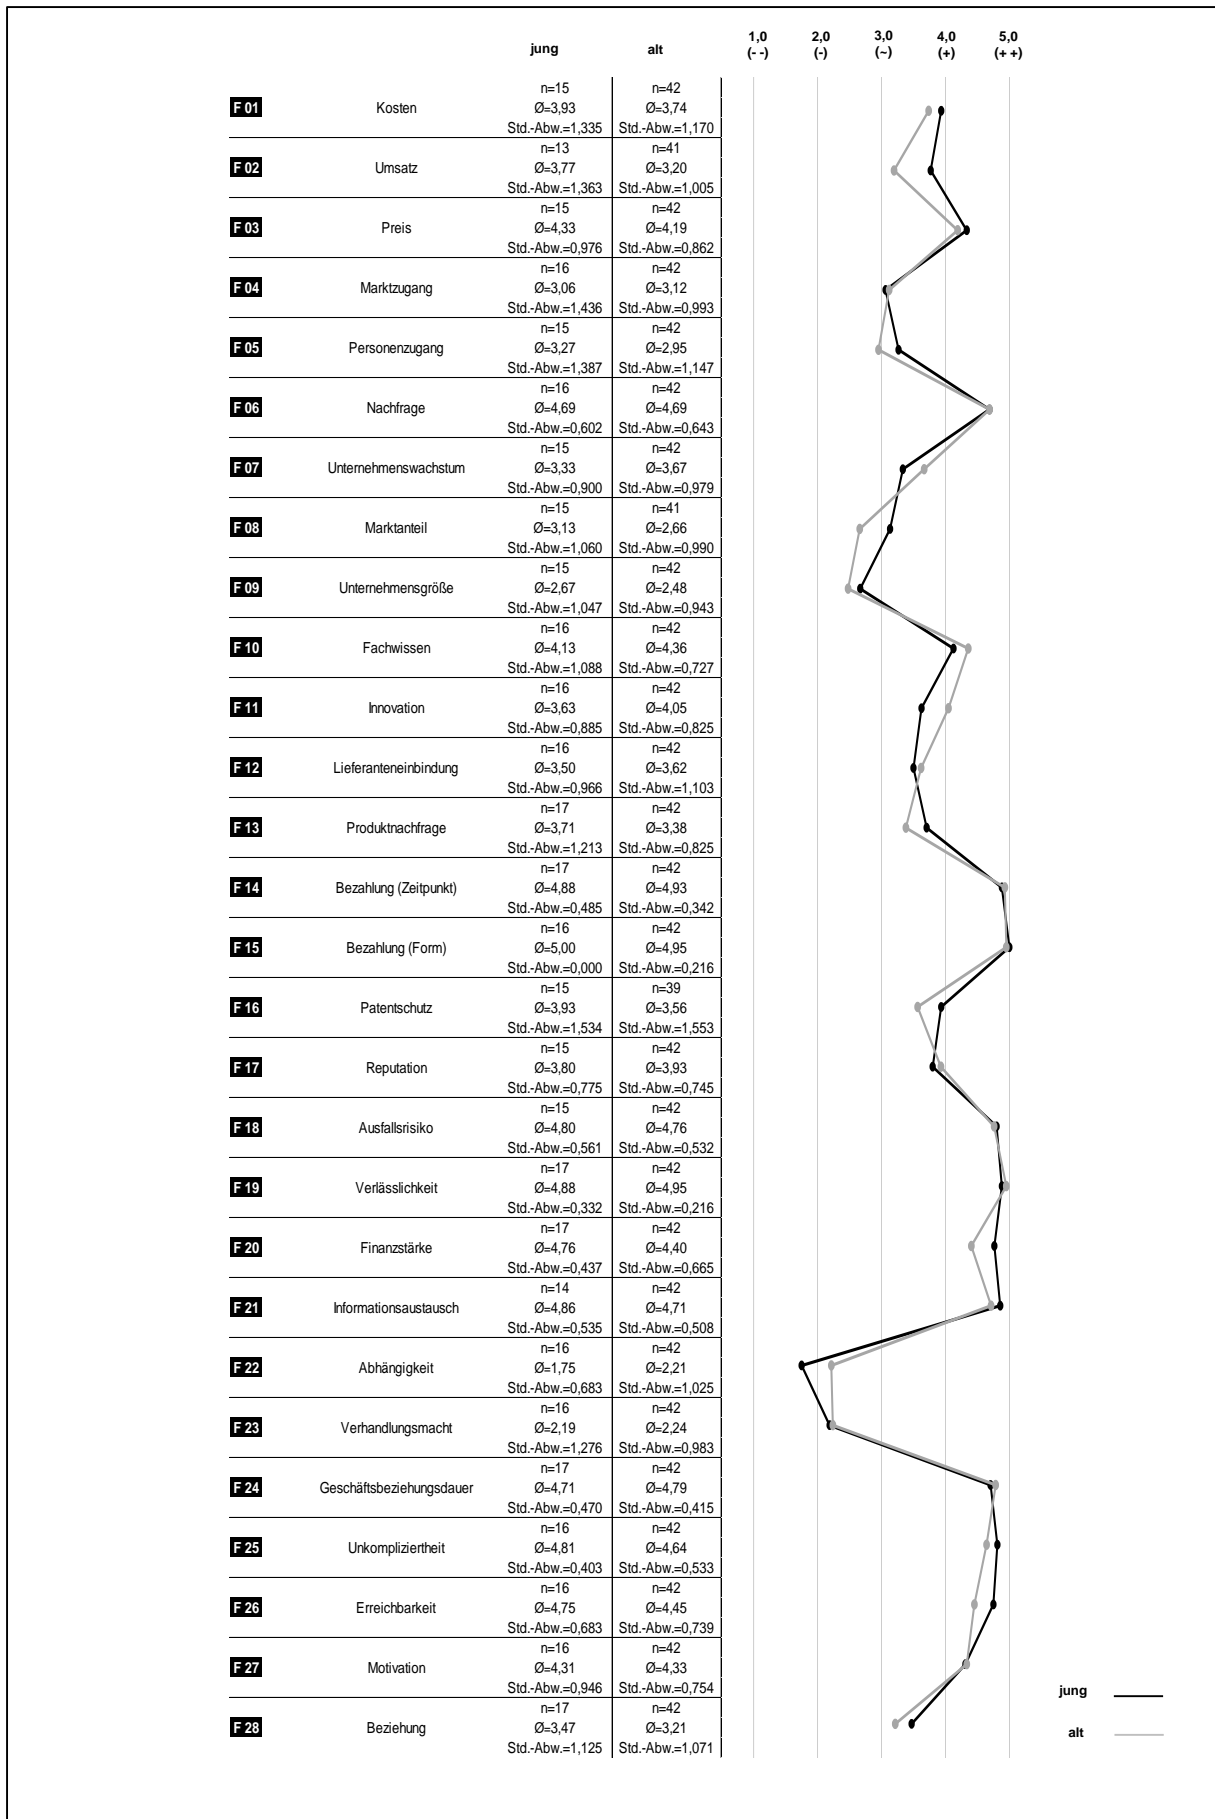 jung alt 1,0 2,0 3,0 4,0 5,0
(- -) (-) (~) (+) (+ +)
n=15 n=42
F 01 Kosten Ø=3,93 Ø=3,74
Std.-Abw.=1,335 Std.-Abw.=1,170
n=13 n=41
F 02 Umsatz Ø=3,77 Ø=3,20
Std.-Abw.=1,363 Std.-Abw.=1,005
n=15 n=42
F 03 Preis Ø=4,33 Ø=4,19
Std.-Abw.=0,976 Std.-Abw.=0,862
n=16 n=42
F 04 Marktzugang Ø=3,06 Ø=3,12
Std.-Abw.=1,436 Std.-Abw.=0,993
n=15 n=42
F 05 Personenzugang Ø=3,27 Ø=2,95
Std.-Abw.=1,387 Std.-Abw.=1,147
n=16 n=42
F 06 Nachfrage Ø=4,69 Ø=4,69
Std.-Abw.=0,602 Std.-Abw.=0,643
n=15 n=42
F 07 Unternehmenswachstum Ø=3,33 Ø=3,67
Std.-Abw.=0,900 Std.-Abw.=0,979
n=15 n=41
F 08 Marktanteil Ø=3,13 Ø=2,66
Std.-Abw.=1,060 Std.-Abw.=0,990
n=15 n=42
F 09 Unternehmensgröße Ø=2,67 Ø=2,48
Std.-Abw.=1,047 Std.-Abw.=0,943
n=16 n=42
F 10 Fachwissen Ø=4,13 Ø=4,36
Std.-Abw.=1,088 Std.-Abw.=0,727
n=16 n=42
F 11 Innovation Ø=3,63 Ø=4,05
Std.-Abw.=0,885 Std.-Abw.=0,825
n=16 n=42
F 12 Lieferanteneinbindung Ø=3,50 Ø=3,62
Std.-Abw.=0,966 Std.-Abw.=1,103
n=17 n=42
F 13 Produktnachfrage Ø=3,71 Ø=3,38
Std.-Abw.=1,213 Std.-Abw.=0,825
n=17 n=42
F 14 Bezahlung (Zeitpunkt) Ø=4,88 Ø=4,93
Std.-Abw.=0,485 Std.-Abw.=0,342
n=16 n=42
F 15 Bezahlung (Form) Ø=5,00 Ø=4,95
Std.-Abw.=0,000 Std.-Abw.=0,216
n=15 n=39
F 16 Patentschutz Ø=3,93 Ø=3,56
Std.-Abw.=1,534 Std.-Abw.=1,553
n=15 n=42
F 17 Reputation Ø=3,80 Ø=3,93
Std.-Abw.=0,775 Std.-Abw.=0,745
n=15 n=42
F 18 Ausfallsrisiko Ø=4,80 Ø=4,76
Std.-Abw.=0,561 Std.-Abw.=0,532
n=17 n=42
F 19 Verlässlichkeit Ø=4,88 Ø=4,95
Std.-Abw.=0,332 Std.-Abw.=0,216
n=17 n=42
F 20 Finanzstärke Ø=4,76 Ø=4,40
Std.-Abw.=0,437 Std.-Abw.=0,665
n=14 n=42
F 21 Informationsaustausch Ø=4,86 Ø=4,71
Std.-Abw.=0,535 Std.-Abw.=0,508
n=16 n=42
F 22 Abhängigkeit Ø=1,75 Ø=2,21
Std.-Abw.=0,683 Std.-Abw.=1,025
n=16 n=42
F 23 Verhandlungsmacht Ø=2,19 Ø=2,24
Std.-Abw.=1,276 Std.-Abw.=0,983
n=17 n=42
F 24 Geschäftsbeziehungsdauer Ø=4,71 Ø=4,79
Std.-Abw.=0,470 Std.-Abw.=0,415
n=16 n=42
F 25 Unkompliziertheit Ø=4,81 Ø=4,64
Std.-Abw.=0,403 Std.-Abw.=0,533
n=16 n=42
F 26 Erreichbarkeit Ø=4,75 Ø=4,45
Std.-Abw.=0,683 Std.-Abw.=0,739
n=16 n=42
F 27 Motivation Ø=4,31 Ø=4,33
Std.-Abw.=0,946 Std.-Abw.=0,754
jung
n=17 n=42
F 28 Beziehung Ø=3,47 Ø=3,21
alt
Std.-Abw.=1,125 Std.-Abw.=1,071